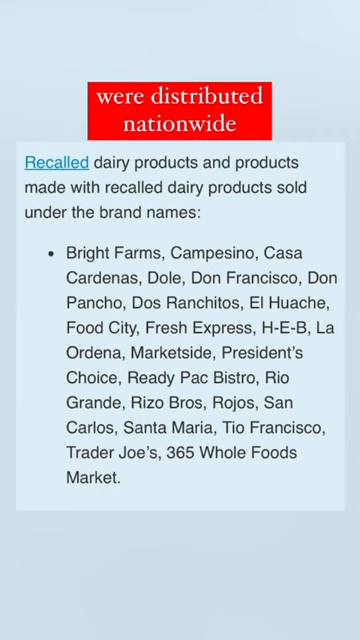 were distributed
nationwide
Recalled dairy products and products
made with recalled dairy products sold
under the brand names:
• Bright Farms, Campesino, Casa
Cardenas, Dole, Don Francisco, Don
Pancho, Dos Ranchitos, El Huache,
Food City, Fresh Express, H-E-B, La
Ordena, Marketside, President's
Choice, Ready Pac Bistro, Rio
Grande, Rizo Bros, Rojos, San
Carlos, Santa Maria, Tio Francisco,
Trader Joe's, 365 Whole Foods
Market.